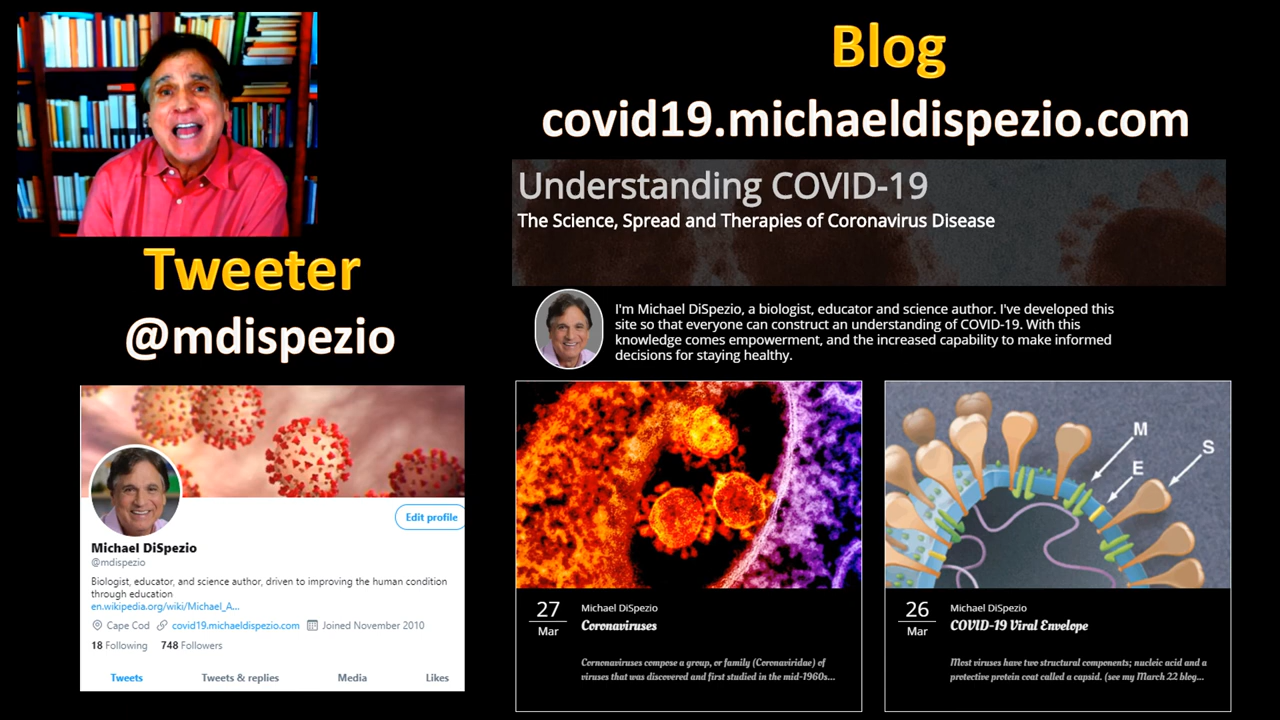 Blog
covid19.michaeldispezio.com
Understanding COVID-19
The Science, Spread and Therapies of Coronavirus Disease
I'm Michael DiSpezio, a biologist, educator and science author. I've developed this
site so that everyone can construct an understanding of COVID-19. With this
knowledge comes empowerment, and the increased capability to make informed
decisions for staying healthy.
Tweeter
@mdispezio
Edit profile
Michael DiSpezio
@mdispezio
Biologist, educator, and science author, driven to improving the human condition
through education
en.wikipedia.org/wiki/Michael_A...
Cape Cod covid19.michaeldispezio.com Joined November 2010
18 Following 748 Followers
Tweets Tweets & replies Media Likes
27
Mar
Michael DiSpezio
Coronaviruses
Cornonaviruses compose a group, or family (Coronaviridae) of
viruses that was discovered and first studied in the mid-1960s...
M
S
E
26
Mar
Michael DiSpezio
COVID-19 Viral Envelope
Most viruses have two structural components; nucleic acid and a
protective protein coat called a capsid. (see my March 22 blog...